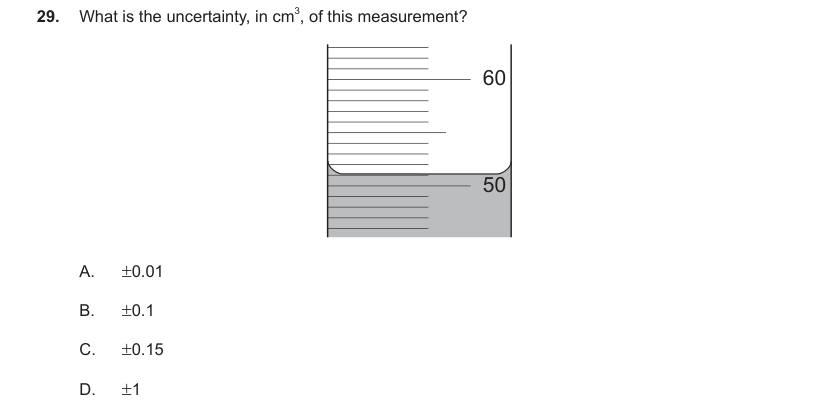 29. What is the uncertainty, in cm³, of this measurement?
60
50
A. ±0.01
B. ±0.1
C. ±0.15
D. ±1